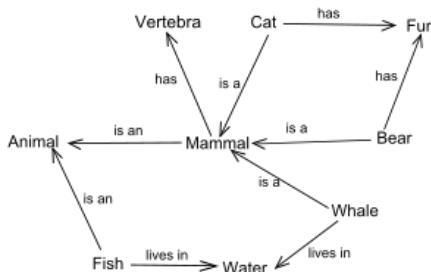 Vertebra
Cat
has
Fur
has
is a
has
Animal
is an
Mammal
is a
Bear
is an
is a
Whale
Fish
lives in
Water
lives in